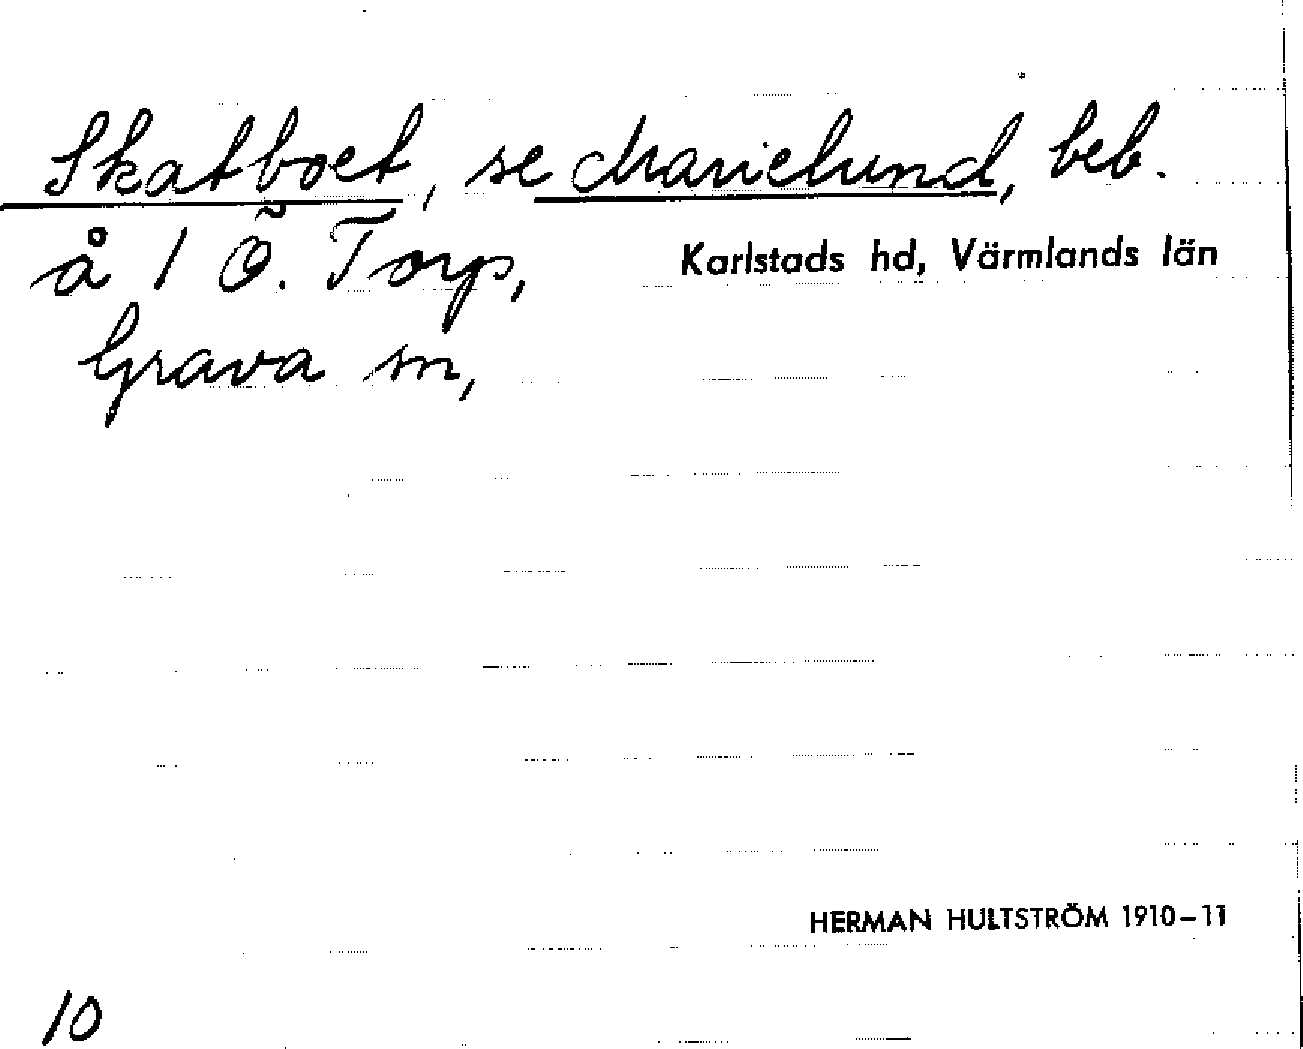 Skatboet, se Marielund, beb.
å 1 Ö. Torp, Karlstads hd, Värmlands län
Grava sn,
HERMAN HULTSTRÖM 1910-11
10